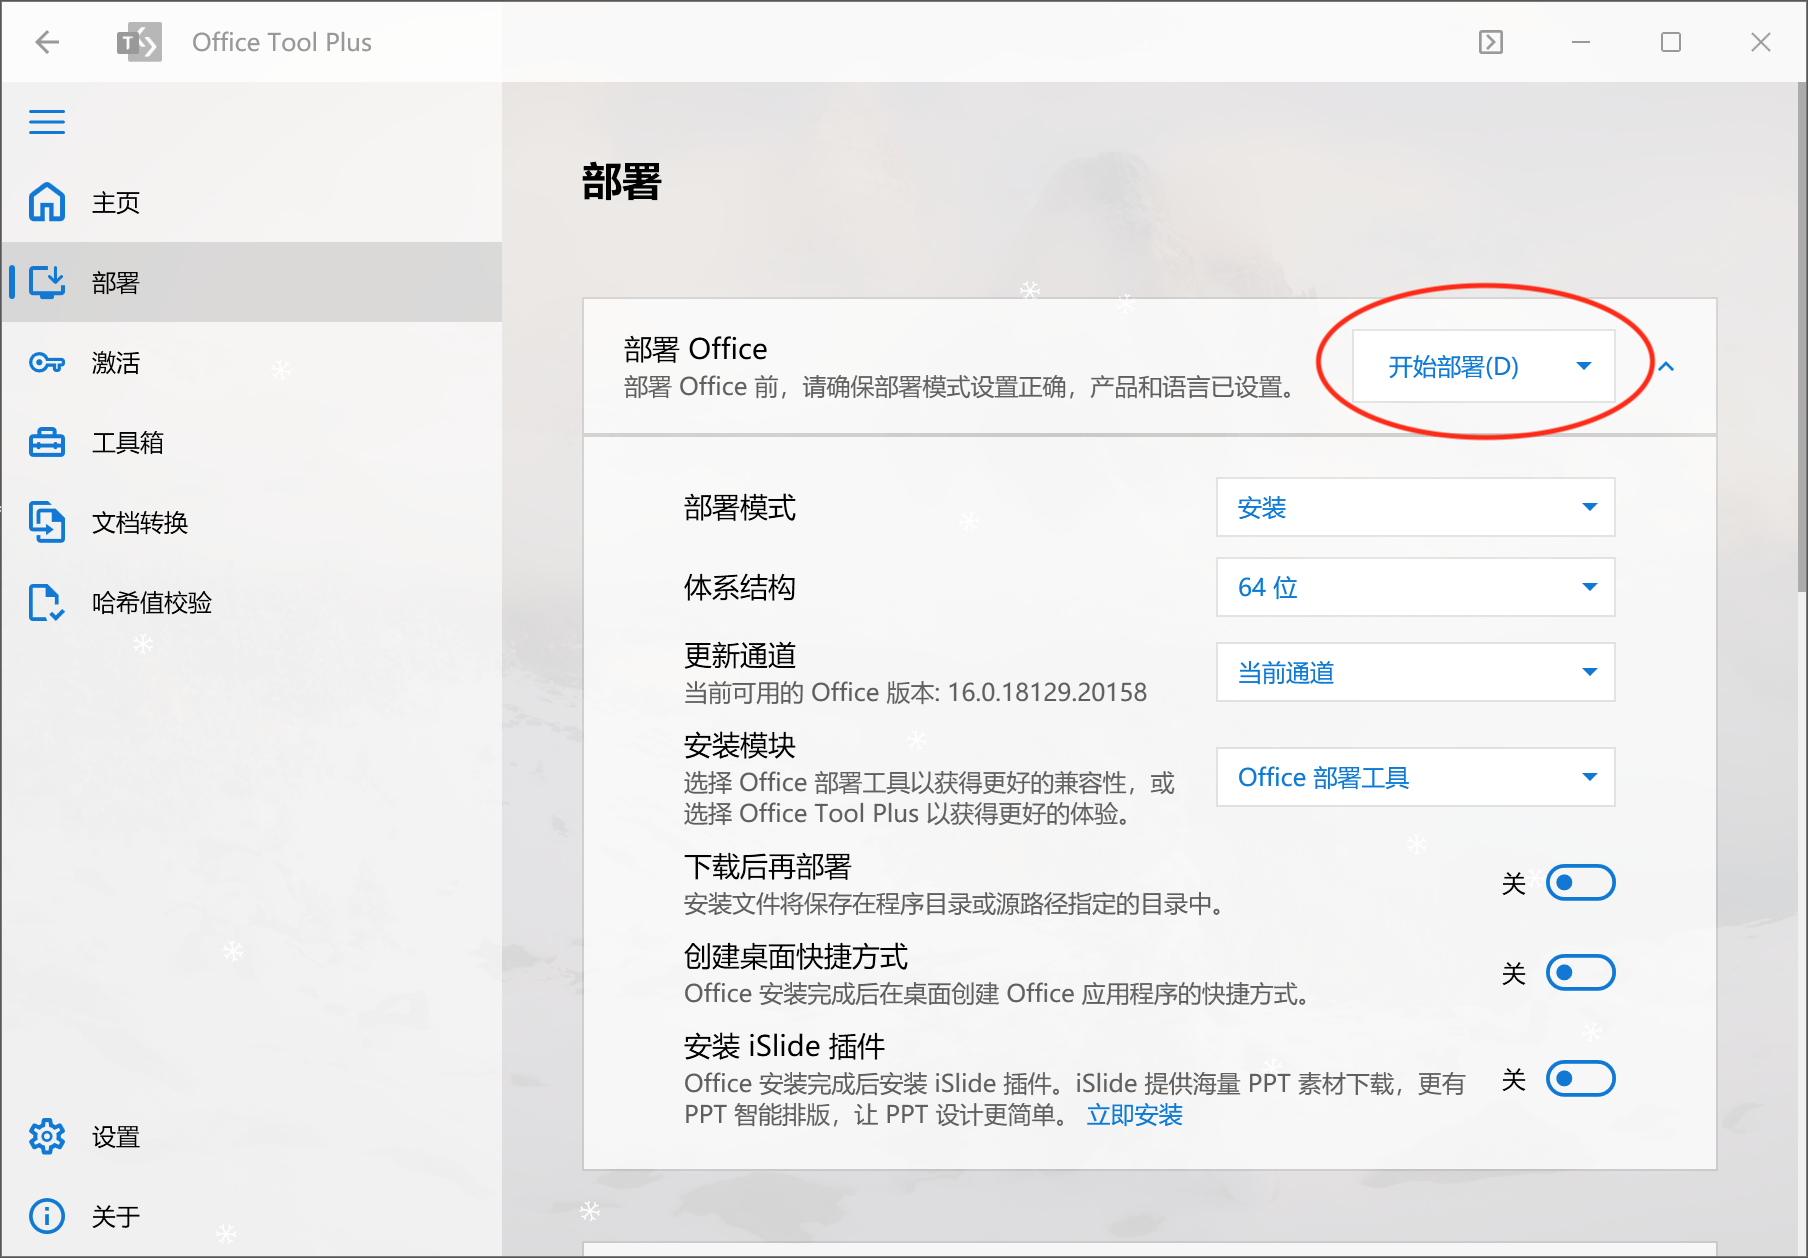 Office Tool Plus
主页
部署
激活
工具箱
文档转换
哈希值校验
设置
关于
部署
部署 Office
部署 Office 前，请确保部署模式设置正确，产品和语言已设置。
开始部署(D)
部署模式
安装
体系结构
64 位
更新通道
当前可用的 Office 版本: 16.0.18129.20158
当前通道
安装模块
选择 Office 部署工具以获得更好的兼容性，或
选择 Office Tool Plus 以获得更好的体验。
Office 部署工具
下载后再部署
安装文件将保存在程序目录或源路径指定的目录中。
关
创建桌面快捷方式
Office 安装完成后在桌面创建 Office 应用程序的快捷方式。
关
安装 iSlide 插件
Office 安装完成后安装 iSlide 插件。iSlide 提供海量 PPT 素材下载，更有
PPT 智能排版，让 PPT 设计更简单。 立即安装
关